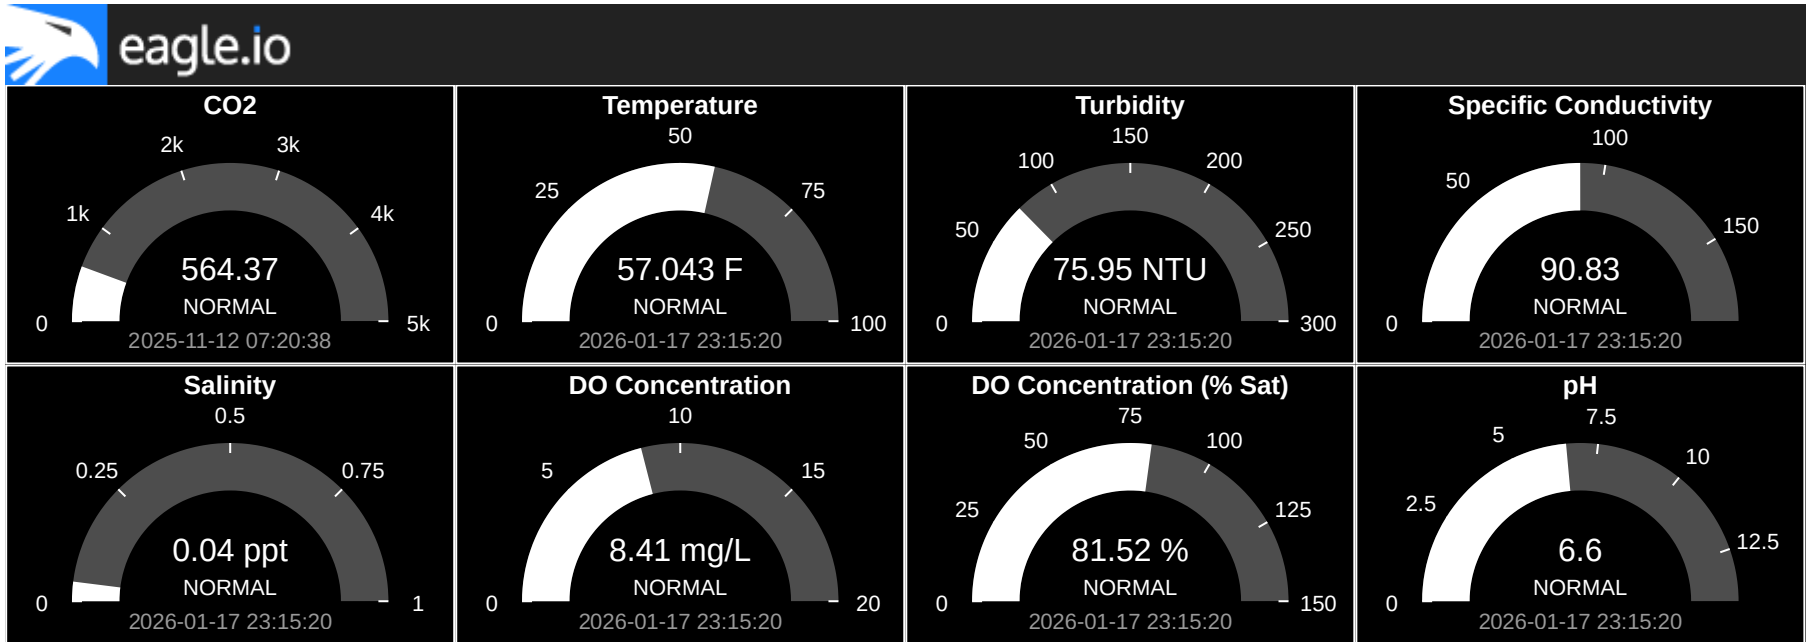 eagle.io
CO2
0
1k
2k
3k
4k
5k
564.37
NORMAL
2025-11-12 07:20:38
Temperature
0
25
50
75
100
57.043 F
NORMAL
2026-01-17 23:15:20
Turbidity
0
50
100
150
200
250
300
75.95 NTU
NORMAL
2026-01-17 23:15:20
Specific Conductivity
0
50
100
150
90.83
NORMAL
2026-01-17 23:15:20
Salinity
0
0.25
0.5
0.75
1
0.04 ppt
NORMAL
2026-01-17 23:15:20
DO Concentration
0
5
10
15
20
8.41 mg/L
NORMAL
2026-01-17 23:15:20
DO Concentration (% Sat)
0
25
50
75
100
125
150
81.52 %
NORMAL
2026-01-17 23:15:20
pH
0
2.5
5
7.5
10
12.5
6.6
NORMAL
2026-01-17 23:15:20